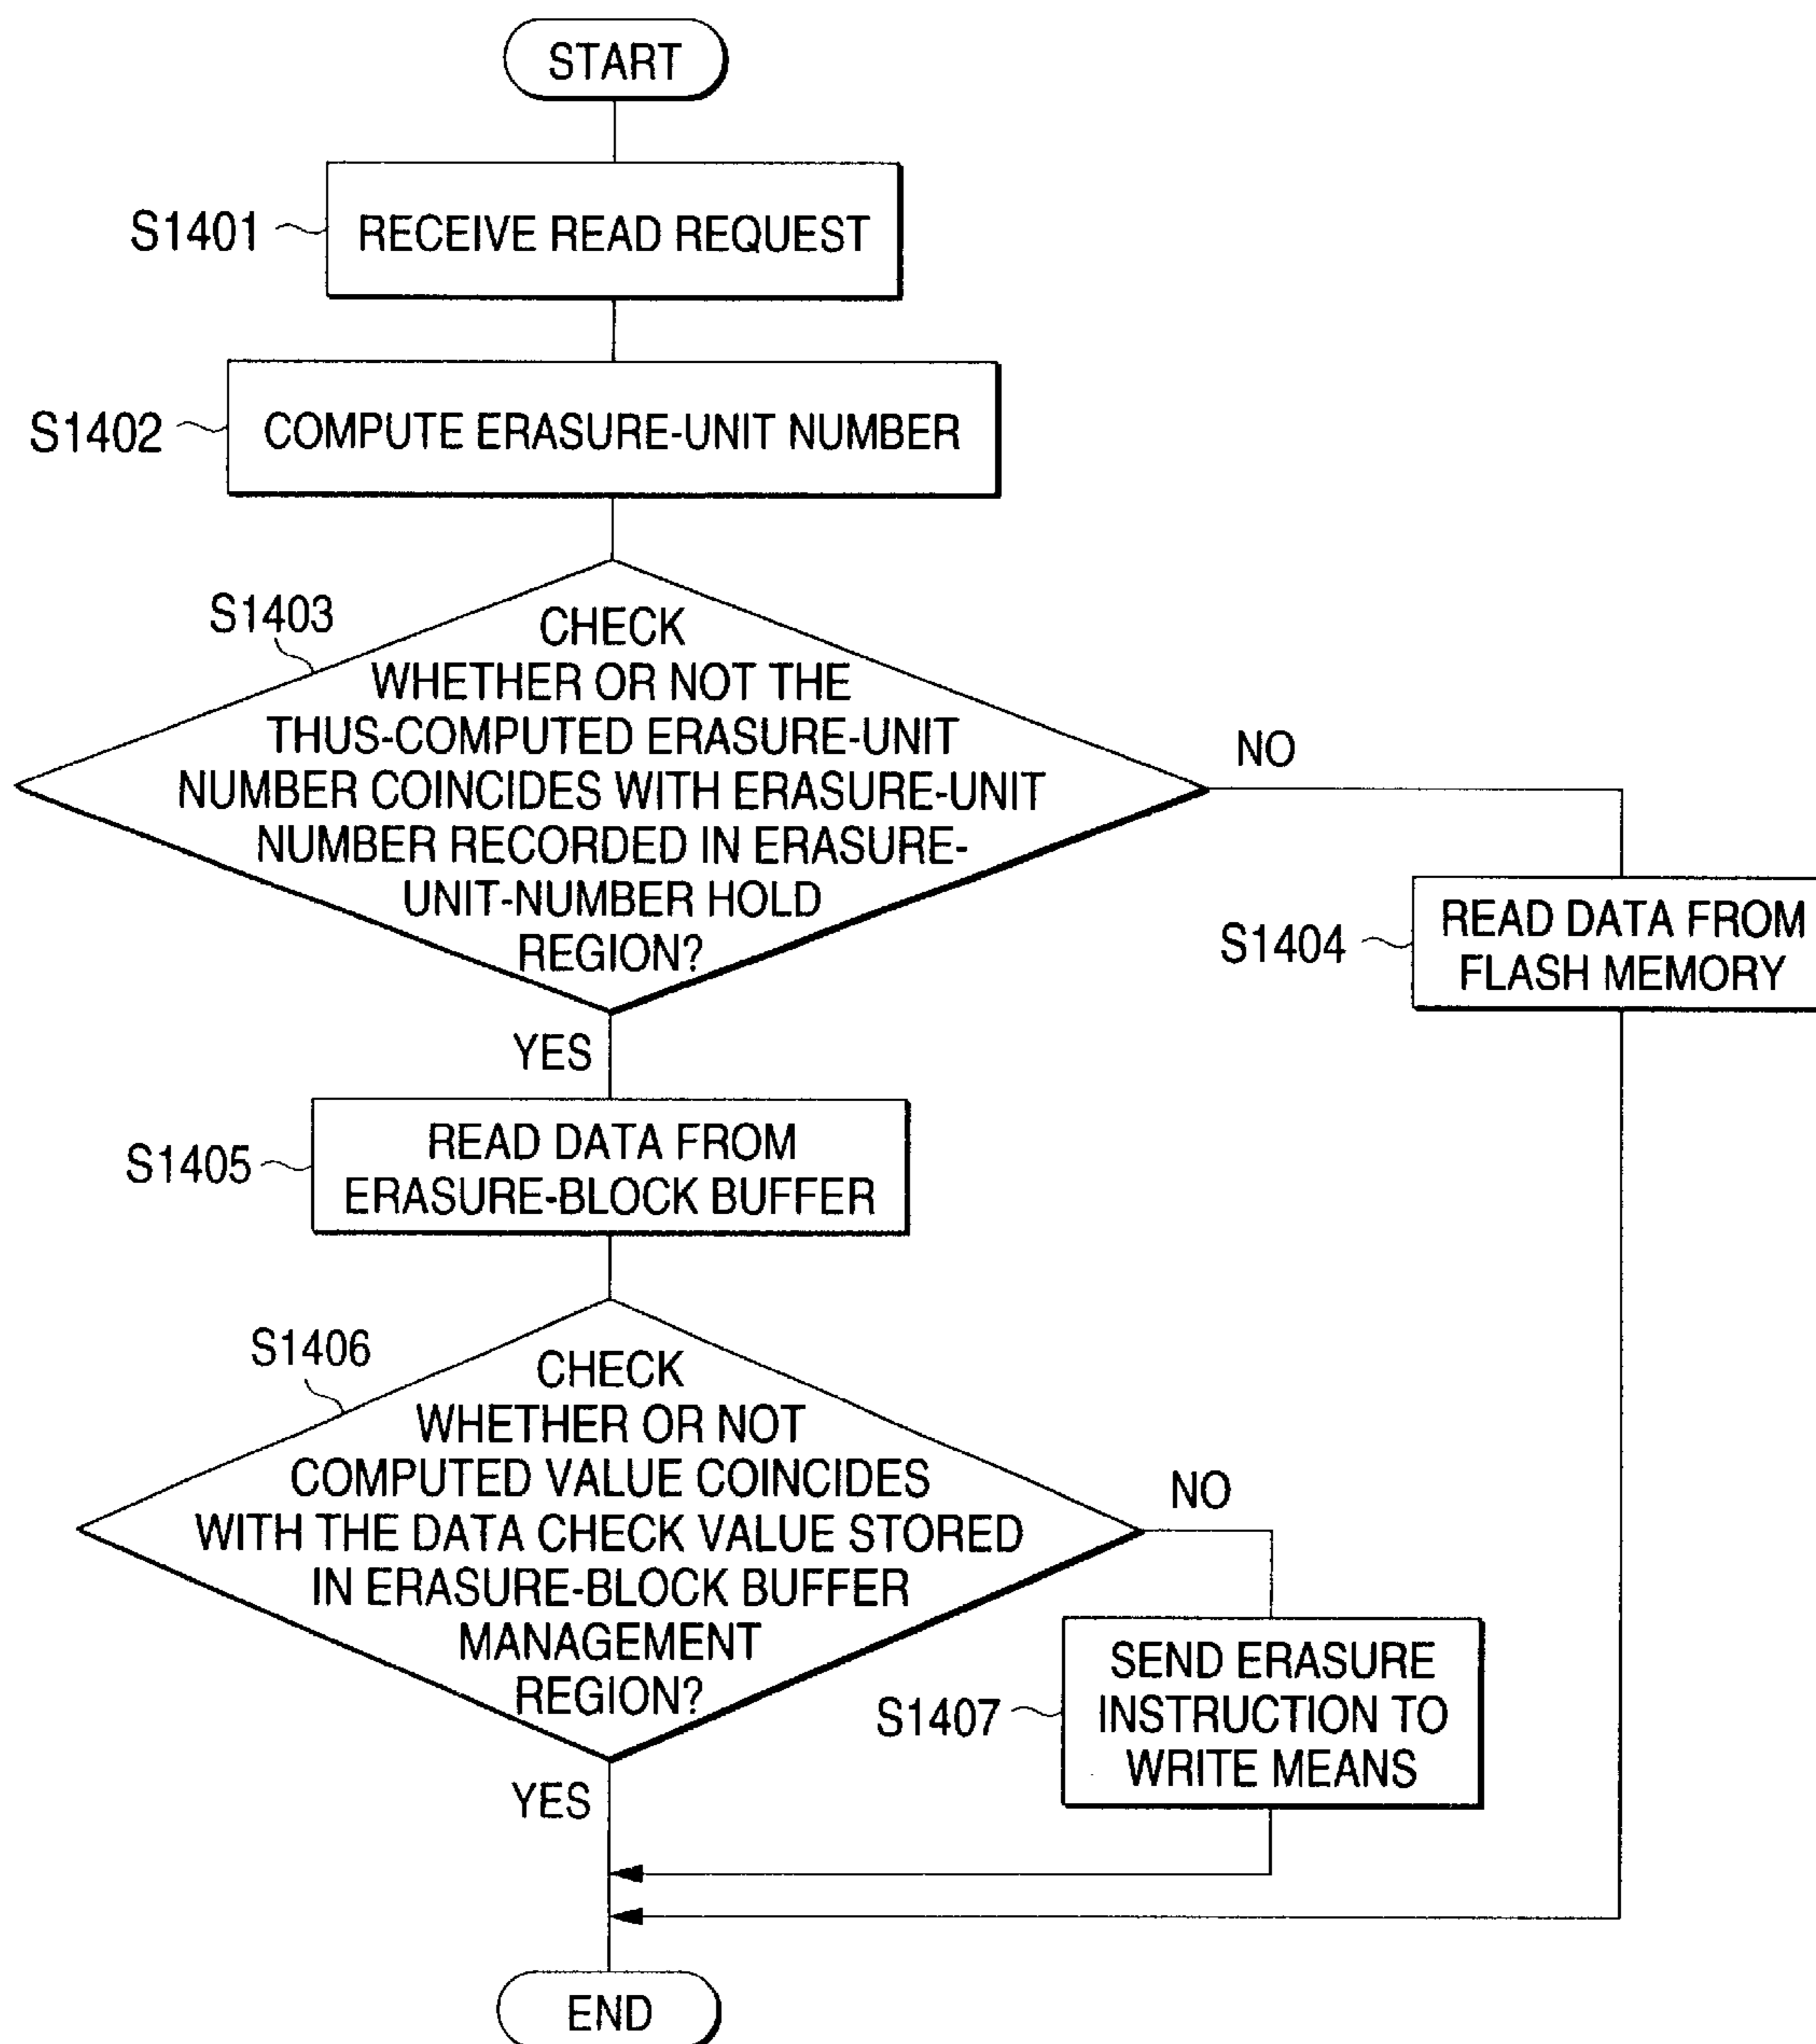 START
S1401
RECEIVE READ REQUEST
S1402
COMPUTE ERASURE-UNIT NUMBER
S1403
CHECK
WHETHER OR NOT THE
THUS-COMPUTED ERASURE-UNIT
NUMBER COINCIDES WITH ERASURE-UNIT
NUMBER RECORDED IN ERASURE-
UNIT-NUMBER HOLD
REGION?
NO
YES
S1404
READ DATA FROM
FLASH MEMORY
S1405
READ DATA FROM
ERASURE-BLOCK BUFFER
S1406
CHECK
WHETHER OR NOT
COMPUTED VALUE COINCIDES
WITH THE DATA CHECK VALUE STORED
IN ERASURE-BLOCK BUFFER
MANAGEMENT
REGION?
NO
YES
S1407
SEND ERASURE
INSTRUCTION TO
WRITE MEANS
END